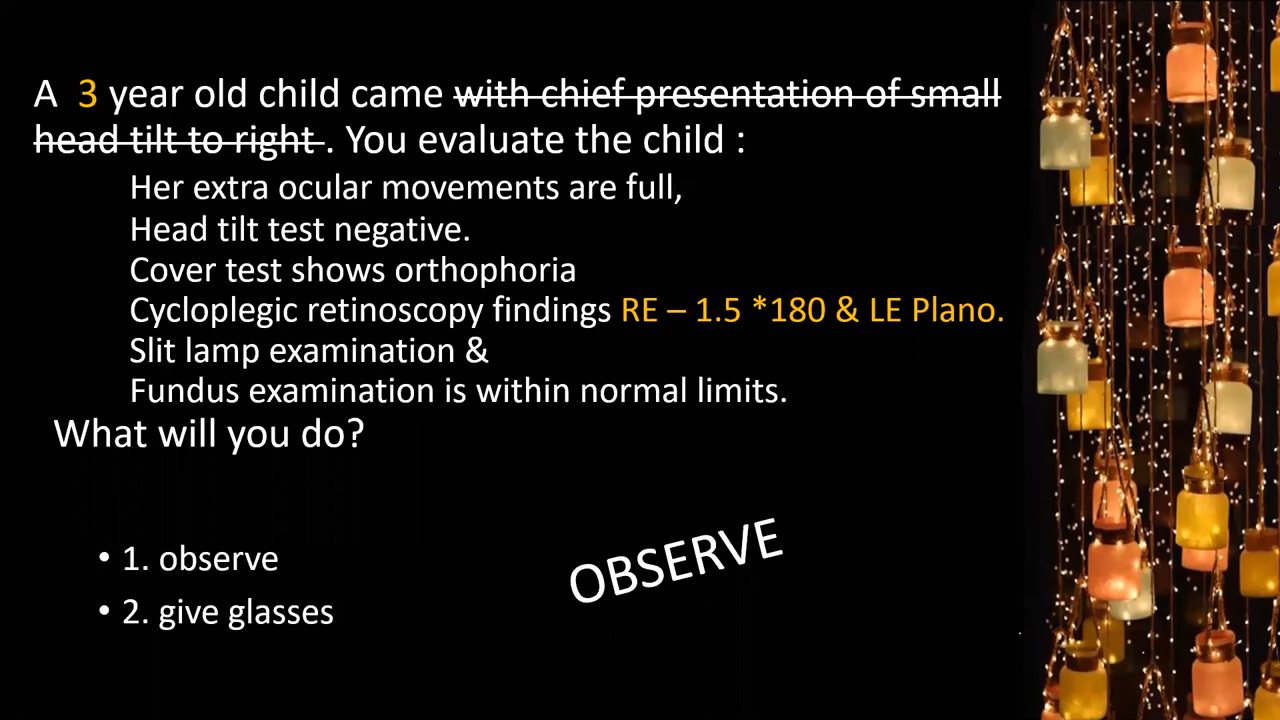 A 3 year old child came with chief presentation of small
head tilt to right . You evaluate the child :
Her extra ocular movements are full,
Head tilt test negative.
Cover test shows orthophoria
Cycloplegic retinoscopy findings RE – 1.5 *180 & LE Plano.
Slit lamp examination &
Fundus examination is within normal limits.
What will you do?
• 1. observe
• 2. give glasses
OBSERVE